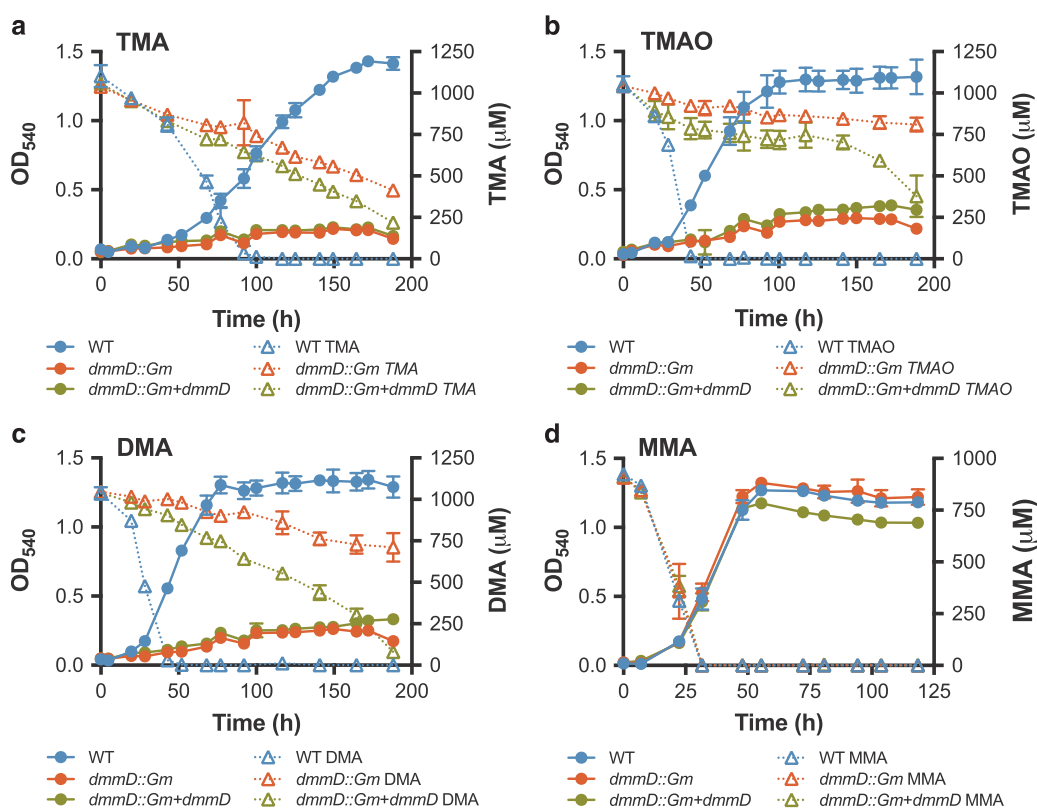 a
TMA
1.5
1.0
0.5
0.0
OD540
1250
1000
750
500
250
0
TMA (μM)
0 50 100 150 200
Time (h)
WT
dmmD::Gm
dmmD::Gm+dmmD
WT TMA
dmmD::Gm TMA
dmmD::Gm+dmmD TMA
b
TMAO
1.5
1.0
0.5
0.0
OD540
1250
1000
750
500
250
0
TMAO (μM)
0 50 100 150 200
Time (h)
WT
dmmD::Gm
dmmD::Gm+dmmD
WT TMAO
dmmD::Gm TMAO
dmmD::Gm+dmmD TMAO
c
DMA
1.5
1.0
0.5
0.0
OD540
1250
1000
750
500
250
0
DMA (μM)
0 50 100 150 200
Time (h)
WT
dmmD::Gm
dmmD::Gm+dmmD
WT DMA
dmmD::Gm DMA
dmmD::Gm+dmmD DMA
d
MMA
1.5
1.0
0.5
0.0
OD540
1000
750
500
250
0
MMA (μM)
0 25 50 75 100 125
Time (h)
WT
dmmD::Gm
dmmD::Gm+dmmD
WT MMA
dmmD::Gm MMA
dmmD::Gm+dmmD MMA